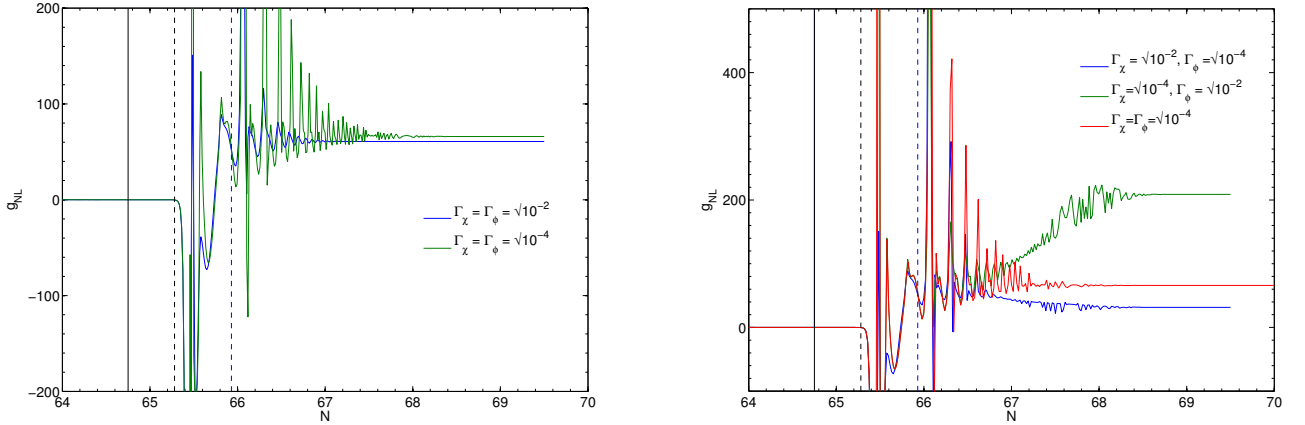 200
100
0
−100
−200
g_NL
64 65 66 67 68 69 70
N
Γ_χ = Γ_ϕ = √10^−2
Γ_χ = Γ_ϕ = √10^−4
400
200
0
g_NL
64 65 66 67 68 69 70
N
Γ_χ = √10^−2, Γ_ϕ =√10^−4
Γ_χ=√10^−4, Γ_ϕ = √10^−2
Γ_χ=Γ_ϕ=√10^−4